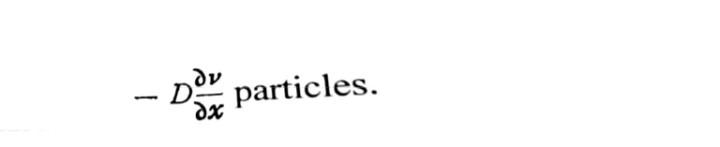 − D ∂ν/∂x particles.